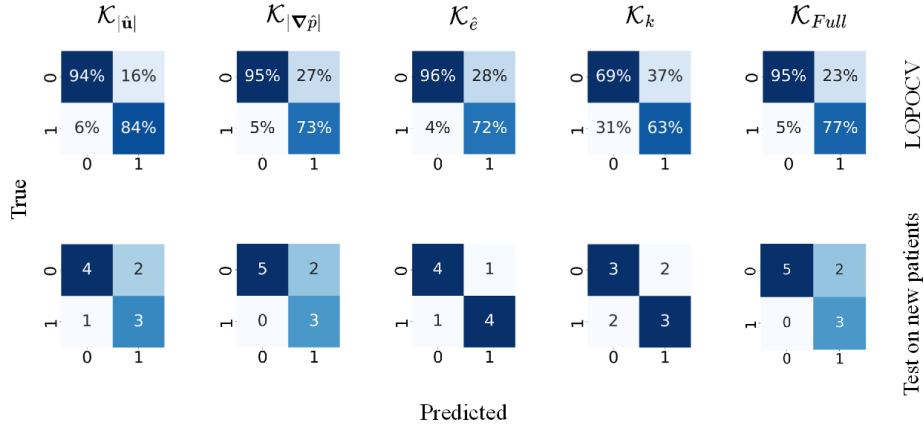 𝒦|û| 𝒦|∇p̂| 𝒦ê 𝒦k 𝒦Full
0 94% 16% 0 95% 27% 0 96% 28% 0 69% 37% 0 95% 23%
1 6% 84% 1 5% 73% 1 4% 72% 1 31% 63% 1 5% 77%
0 1 0 1 0 1 0 1 0 1
LOPOCV
True
0 4 2 0 5 2 0 4 1 0 3 2 0 5 2
1 1 3 1 0 3 1 1 4 1 2 3 1 0 3
0 1 0 1 0 1 0 1 0 1
Test on new patients
Predicted